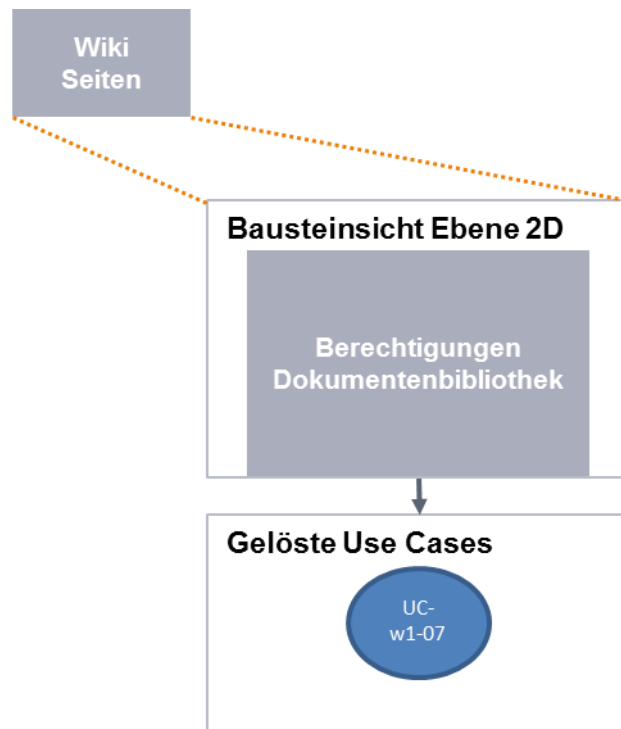 Wiki
Seiten
Bausteinsicht Ebene 2D
Berechtigungen
Dokumentenbibliothek
Gelöste Use Cases
UC-
w1-07